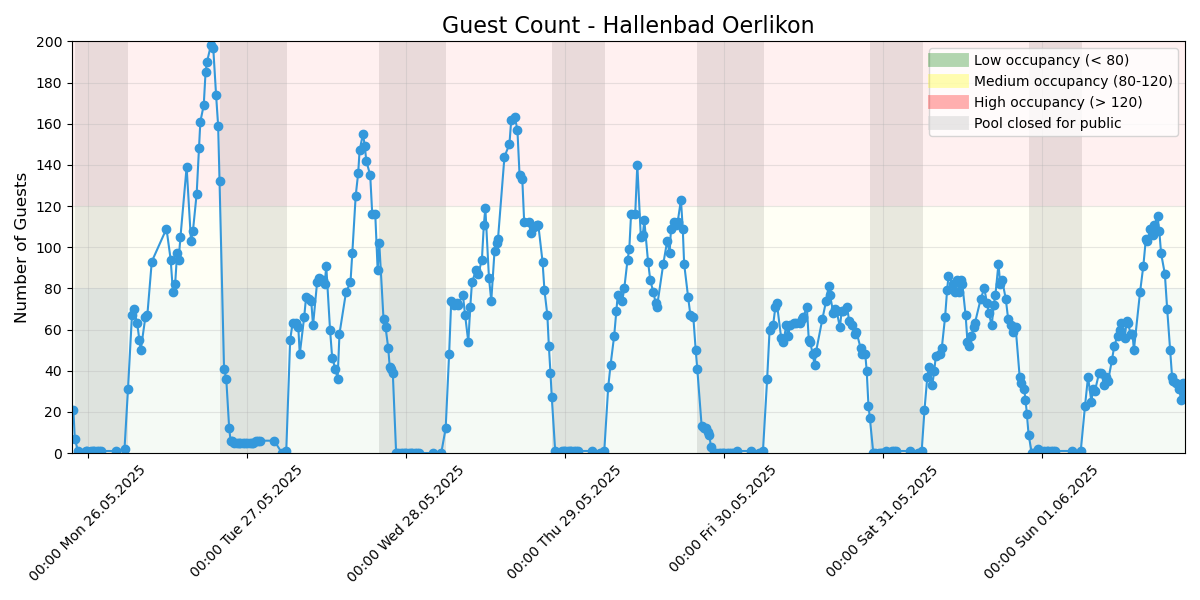 Guest Count - Hallenbad Oerlikon
Number of Guests
200
180
160
140
120
100
80
60
40
20
0
Low occupancy (< 80)
Medium occupancy (80-120)
High occupancy (> 120)
Pool closed for public
00:00 Mon 26.05.2025
00:00 Tue 27.05.2025
00:00 Wed 28.05.2025
00:00 Thu 29.05.2025
00:00 Fri 30.05.2025
00:00 Sat 31.05.2025
00:00 Sun 01.06.2025